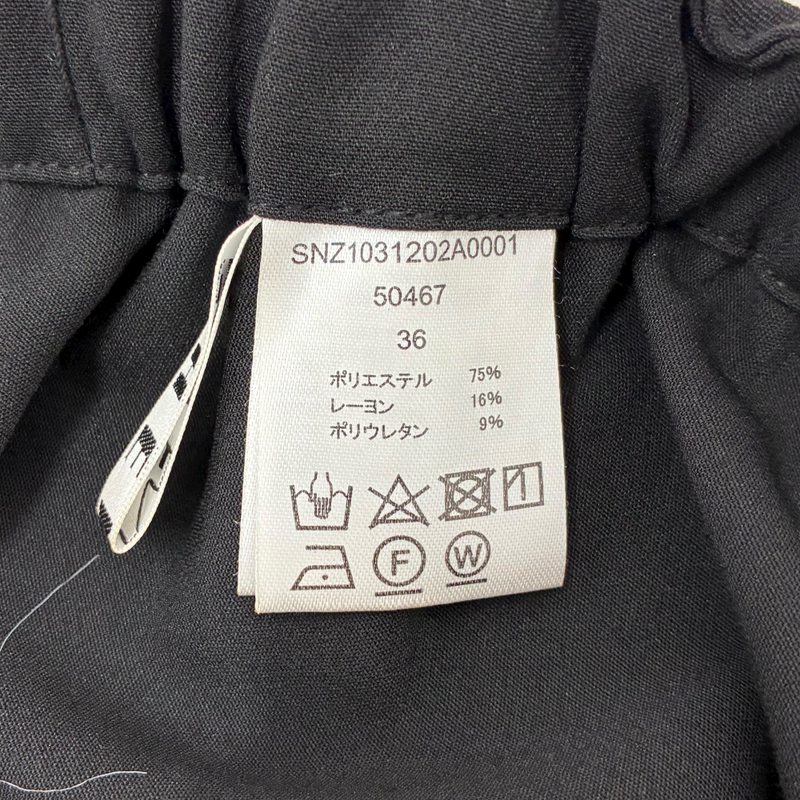 SNZ1031202A0001
50467
36
ポリエステル 75%
レーヨン 16%
ポリウレタン 9%
F W